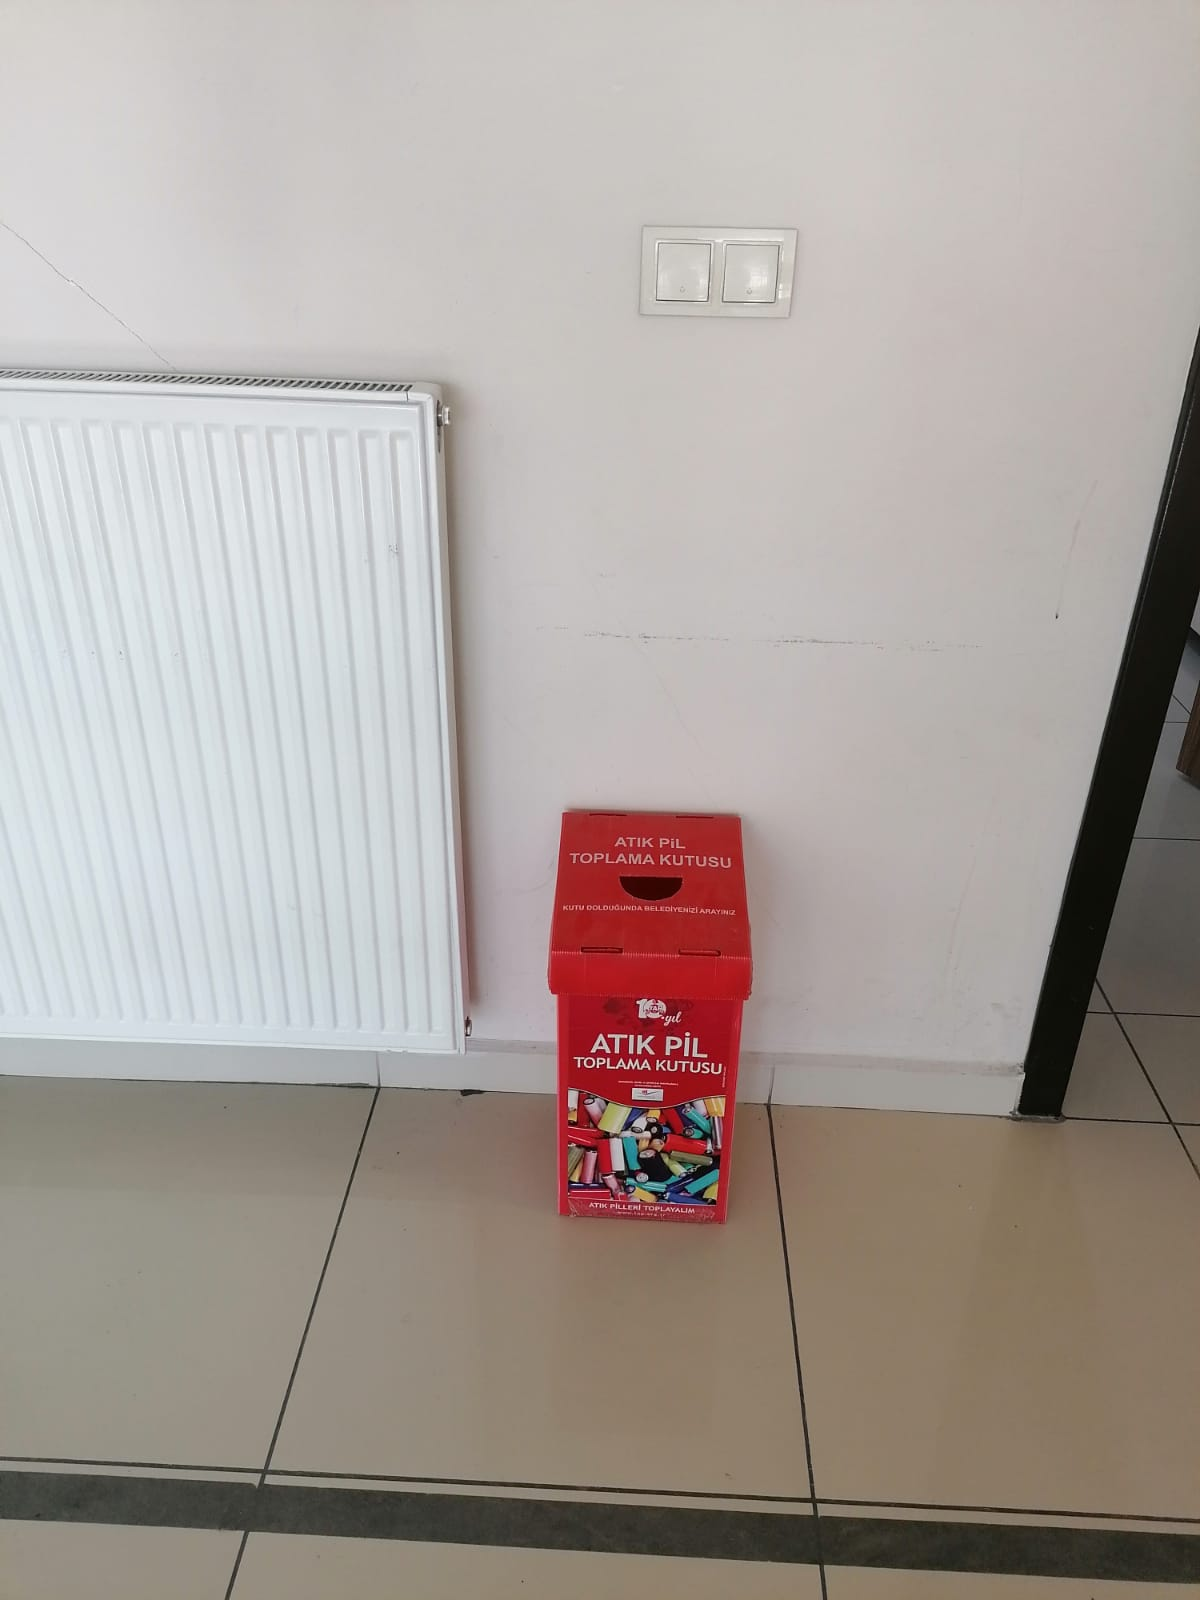 ATIK PİL
TOPLAMA KUTUSU
KUTU DOLDUĞUNDA BELEDİYENİZİ ARAYINIZ
10.yıl
ATIK PİL
TOPLAMA KUTUSU
ATIK PİLLERİ TOPLAYALIM